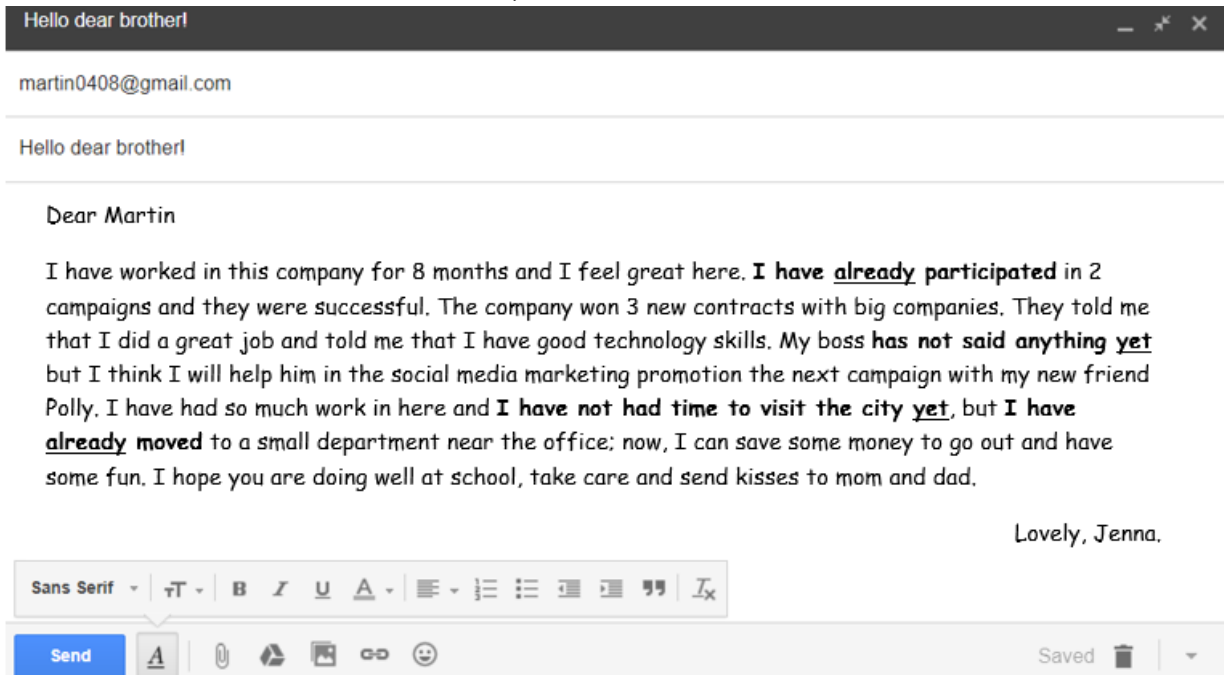 Hello dear brother!
martin0408@gmail.com
Hello dear brother!
Dear Martin
I have worked in this company for 8 months and I feel great here. I have already participated in 2
campaigns and they were successful. The company won 3 new contracts with big companies. They told me
that I did a great job and told me that I have good technology skills. My boss has not said anything yet
but I think I will help him in the social media marketing promotion the next campaign with my new friend
Polly. I have had so much work in here and I have not had time to visit the city yet, but I have
already moved to a small department near the office; now, I can save some money to go out and have
some fun. I hope you are doing well at school, take care and send kisses to mom and dad.
Lovely, Jenna.
Sans Serif
Send
Saved